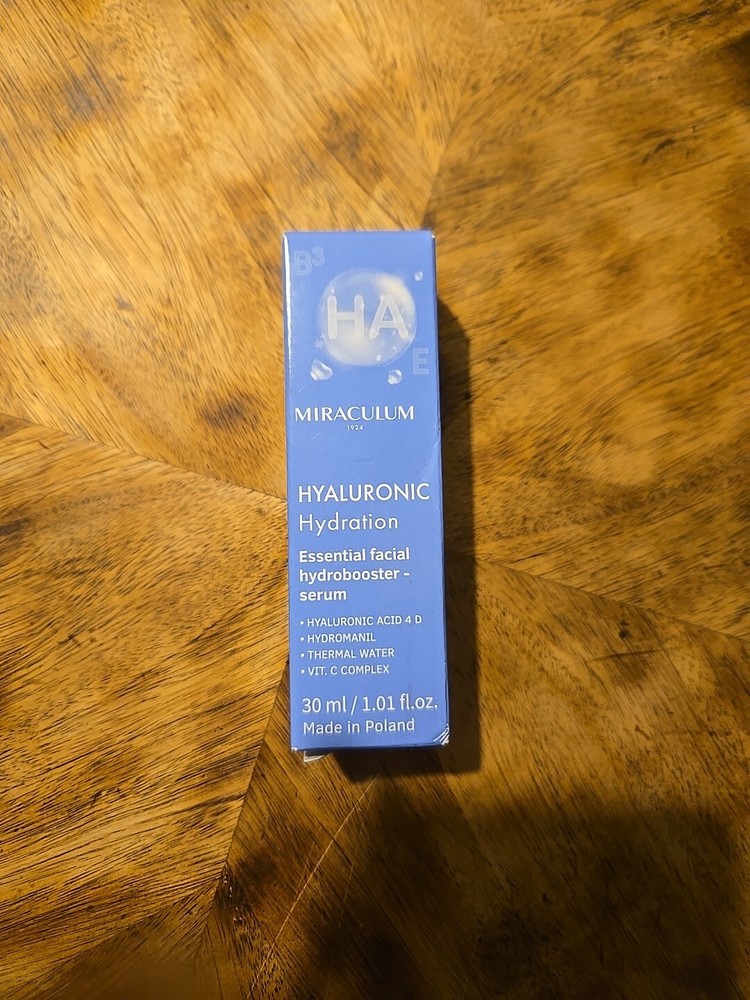 B3
HA
E
MIRACULUM
1924
HYALURONIC
Hydration
Essential facial
hydrobooster -
serum
• HYALURONIC ACID 4 D
• HYDROMANIL
• THERMAL WATER
• VIT. C COMPLEX
30 ml / 1.01 fl.oz.
Made in Poland